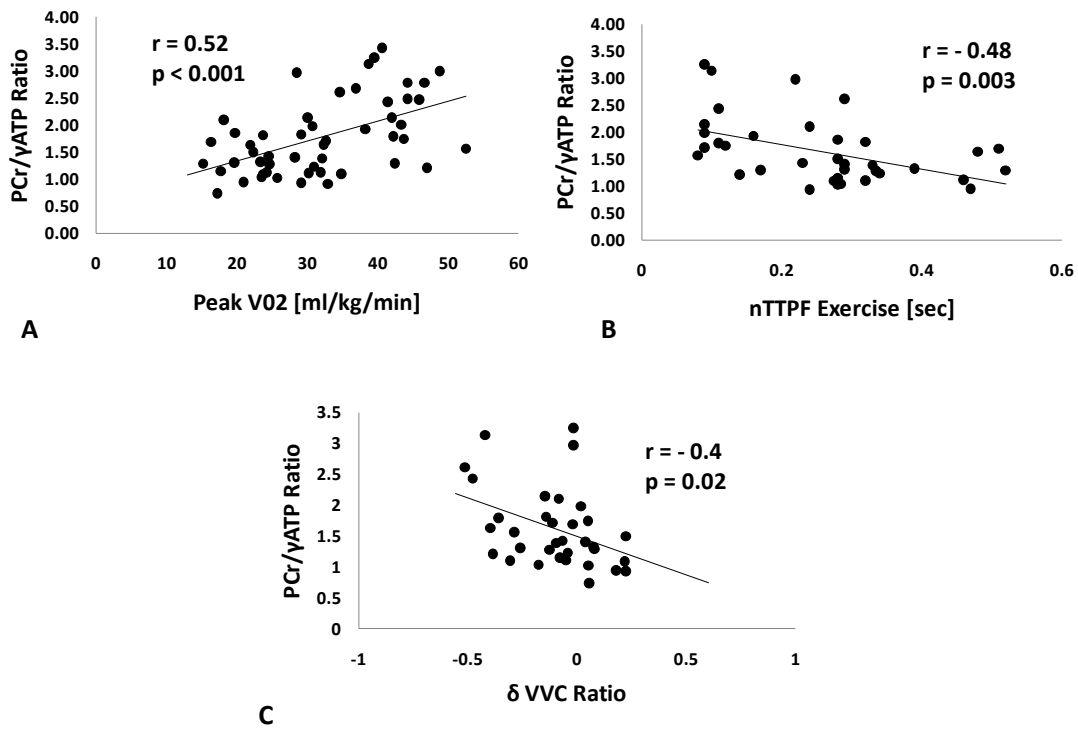 4.00
3.50
3.00
2.50
2.00
1.50
1.00
0.50
0.00
PCr/γATP Ratio
r = 0.52
p < 0.001
0 10 20 30 40 50 60
Peak V02 [ml/kg/min]
A
4.00
3.50
3.00
2.50
2.00
1.50
1.00
0.50
0.00
PCr/γATP Ratio
r = - 0.48
p = 0.003
0 0.2 0.4 0.6
nTTPF Exercise [sec]
B
3.5
3
2.5
2
1.5
1
0.5
0
PCr/γATP Ratio
r = - 0.4
p = 0.02
-1 -0.5 0 0.5 1
δ VVC Ratio
C